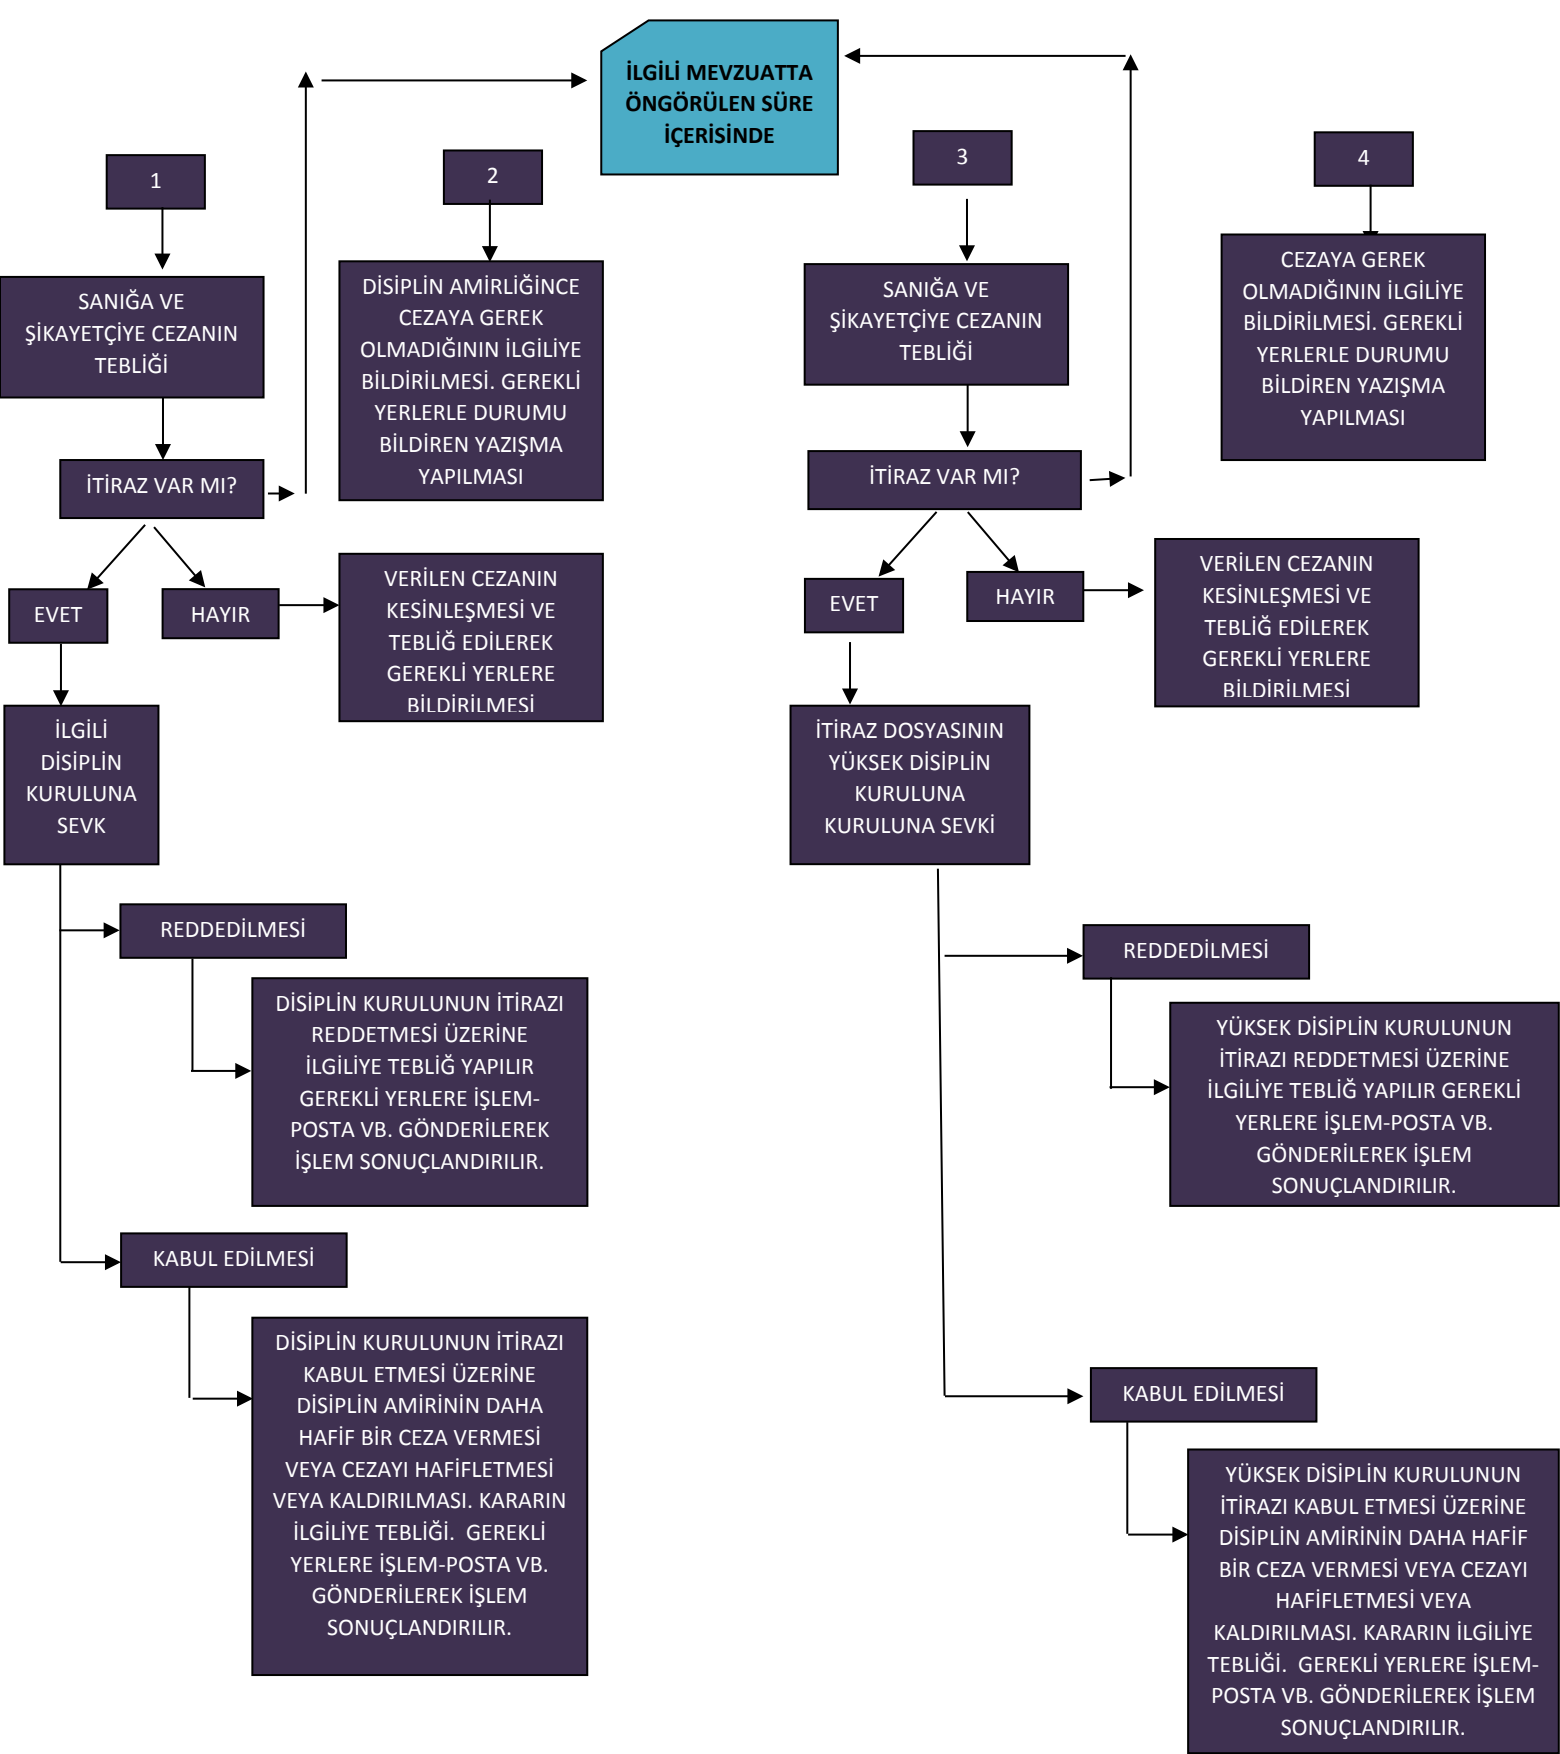 İLGİLİ MEVZUATTA
ÖNGÖRÜLEN SÜRE
İÇERİSİNDE
1
2
3
4
SANIĞA VE
ŞİKAYETÇİYE CEZANIN
TEBLİĞİ
DİSİPLİN AMİRLİĞİNCE
CEZAYA GEREK
OLMADIĞININ İLGİLİYE
BİLDİRİLMESİ. GEREKLİ
YERLERLE DURUMU
BİLDİREN YAZIŞMA
YAPILMASI
SANIĞA VE
ŞİKAYETÇİYE CEZANIN
TEBLİĞİ
CEZAYA GEREK
OLMADIĞININ İLGİLİYE
BİLDİRİLMESİ. GEREKLİ
YERLERLE DURUMU
BİLDİREN YAZIŞMA
YAPILMASI
İTİRAZ VAR MI?
İTİRAZ VAR MI?
EVET
HAYIR
VERİLEN CEZANIN
KESİNLEŞMESİ VE
TEBLİĞ EDİLEREK
GEREKLİ YERLERE
BİLDİRİLMESİ
EVET
HAYIR
VERİLEN CEZANIN
KESİNLEŞMESİ VE
TEBLİĞ EDİLEREK
GEREKLİ YERLERE
BİLDİRİLMESİ
İLGİLİ
DİSİPLİN
KURULUNA
SEVK
İTİRAZ DOSYASININ
YÜKSEK DİSİPLİN
KURULUNA
KURULUNA SEVKİ
REDDEDİLMESİ
DİSİPLİN KURULUNUN İTİRAZI
REDDETMESİ ÜZERİNE
İLGİLİYE TEBLİĞ YAPILIR
GEREKLİ YERLERE İŞLEM-
POSTA VB. GÖNDERİLEREK
İŞLEM SONUÇLANDIRILIR.
REDDEDİLMESİ
YÜKSEK DİSİPLİN KURULUNUN
İTİRAZI REDDETMESİ ÜZERİNE
İLGİLİYE TEBLİĞ YAPILIR GEREKLİ
YERLERE İŞLEM-POSTA VB.
GÖNDERİLEREK İŞLEM
SONUÇLANDIRILIR.
KABUL EDİLMESİ
DİSİPLİN KURULUNUN İTİRAZI
KABUL ETMESİ ÜZERİNE
DİSİPLİN AMİRİNİN DAHA
HAFİF BİR CEZA VERMESİ
VEYA CEZAYI HAFİFLETMESİ
VEYA KALDIRILMASI. KARARIN
İLGİLİYE TEBLİĞİ.  GEREKLİ
YERLERE İŞLEM-POSTA VB.
GÖNDERİLEREK İŞLEM
SONUÇLANDIRILIR.
KABUL EDİLMESİ
YÜKSEK DİSİPLİN KURULUNUN
İTİRAZI KABUL ETMESİ ÜZERİNE
DİSİPLİN AMİRİNİN DAHA HAFİF
BİR CEZA VERMESİ VEYA CEZAYI
HAFİFLETMESİ VEYA
KALDIRILMASI. KARARIN İLGİLİYE
TEBLİĞİ.  GEREKLİ YERLERE İŞLEM-
POSTA VB. GÖNDERİLEREK İŞLEM
SONUÇLANDIRILIR.